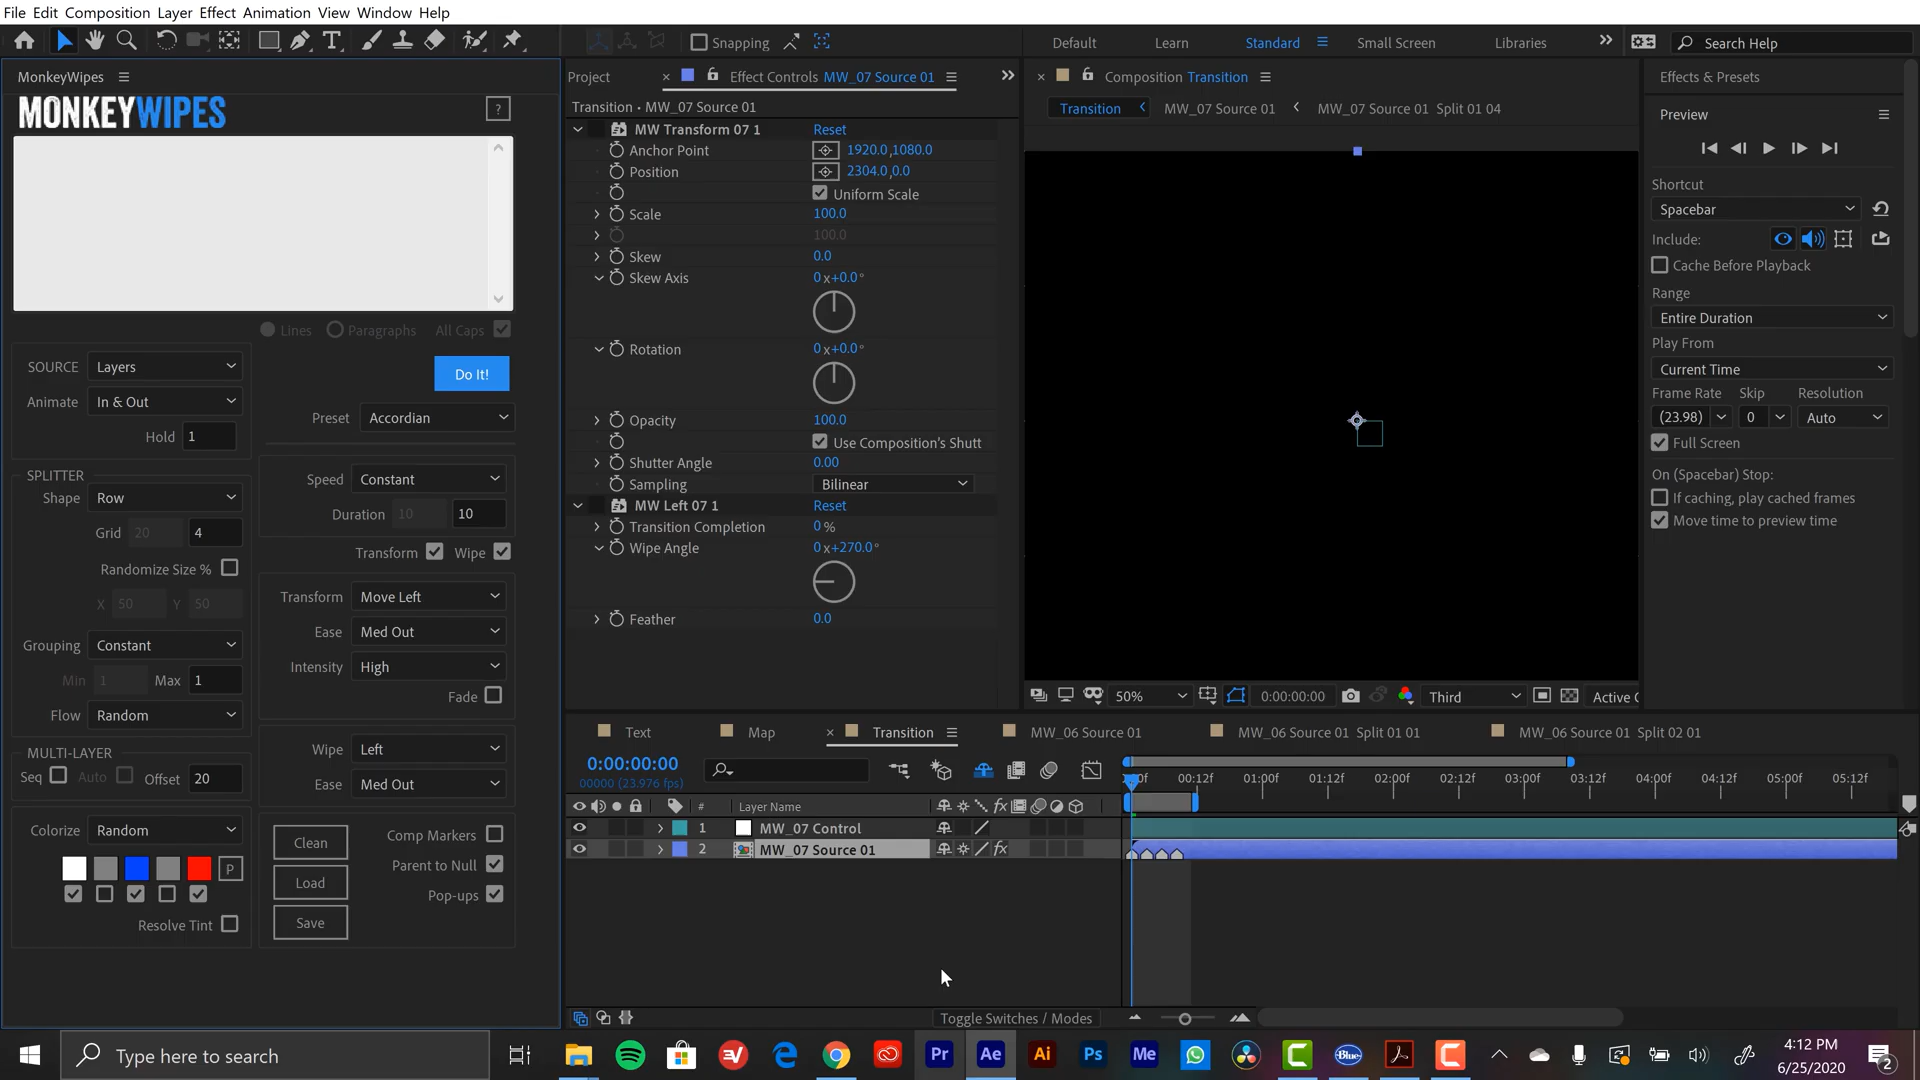 File Edit Composition Layer Effect Animation View Window Help
Snapping
Default Learn Standard Small Screen Libraries
Search Help
MonkeyWipes
MONKEYWIPES
?
Lines Paragraphs All Caps
SOURCE Layers
Do It!
Animate In & Out
Preset Accordian
Hold 1
SPLITTER
Shape Row
Speed Constant
Duration 10 10
Grid 20 4
Transform Wipe
Randomize Size %
X 50 Y 50
Transform Move Left
Ease Med Out
Grouping Constant
Intensity High
Min 1 Max 1
Fade
Flow Random
MULTI-LAYER
Wipe Left
Seq Auto Offset 20
Ease Med Out
Colorize Random
Clean
Comp Markers
P
Parent to Null
Load
Pop-ups
Resolve Tint
Save
Project Effect Controls MW_07 Source 01
Transition • MW_07 Source 01
MW Transform 07 1 Reset
Anchor Point 1920.0,1080.0
Position 2304.0,0.0
Uniform Scale
Scale 100.0
100.0
Skew 0.0
Skew Axis 0 x+0.0°
Rotation 0 x+0.0°
Opacity 100.0
Use Composition's Shutt
Shutter Angle 0.00
Sampling Bilinear
MW Left 07 1 Reset
Transition Completion 0 %
Wipe Angle 0 x+270.0°
Feather 0.0
Composition Transition
Transition MW_07 Source 01 MW_07 Source 01 Split 01 04
50% 0:00:00:00 Third Active C
Effects & Presets
Preview
Shortcut
Spacebar
Include:
Cache Before Playback
Range
Entire Duration
Play From
Current Time
Frame Rate Skip Resolution
(23.98) 0 Auto
Full Screen
On (Spacebar) Stop:
If caching, play cached frames
Move time to preview time
Text Map Transition MW_06 Source 01 MW_06 Source 01 Split 01 01 MW_06 Source 01 Split 02 01
0:00:00:00
00000 (23.976 fps)
00:12f 01:00f 01:12f 02:00f 02:12f 03:00f 03:12f 04:00f 04:12f 05:00f 05:12f
# Layer Name fx
1 MW_07 Control
2 MW_07 Source 01 fx
Toggle Switches / Modes
Type here to search
Pr Ae Ai Ps Me Blue
4:12 PM
6/25/2020
2